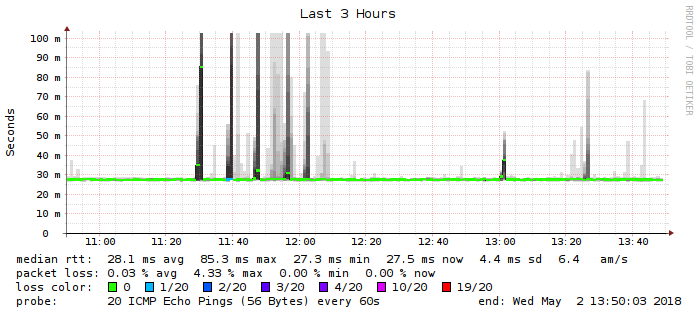 Last 3 Hours
RRDTOOL / TOBI OETIKER
Seconds
100 m
90 m
80 m
70 m
60 m
50 m
40 m
30 m
20 m
10 m
0
11:00 11:20 11:40 12:00 12:20 12:40 13:00 13:20 13:40
median rtt: 28.1 ms avg 85.3 ms max 27.3 ms min 27.5 ms now 4.4 ms sd 6.4 am/s
packet loss: 0.03 % avg 4.33 % max 0.00 % min 0.00 % now
loss color: 0 1/20 2/20 3/20 4/20 10/20 19/20
probe: 20 ICMP Echo Pings (56 Bytes) every 60s end: Wed May 2 13:50:03 2018